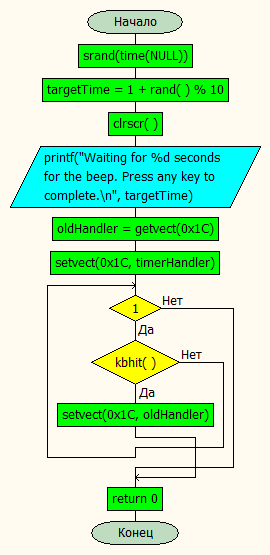 Начало
srand(time(NULL))
targetTime = 1 + rand( ) % 10
clrscr( )
printf("Waiting for %d seconds
for the beep. Press any key to
complete.\n", targetTime)
oldHandler = getvect(0x1C)
setvect(0x1C, timerHandler)
1
Нет
Да
kbhit( )
Нет
Да
setvect(0x1C, oldHandler)
return 0
Конец